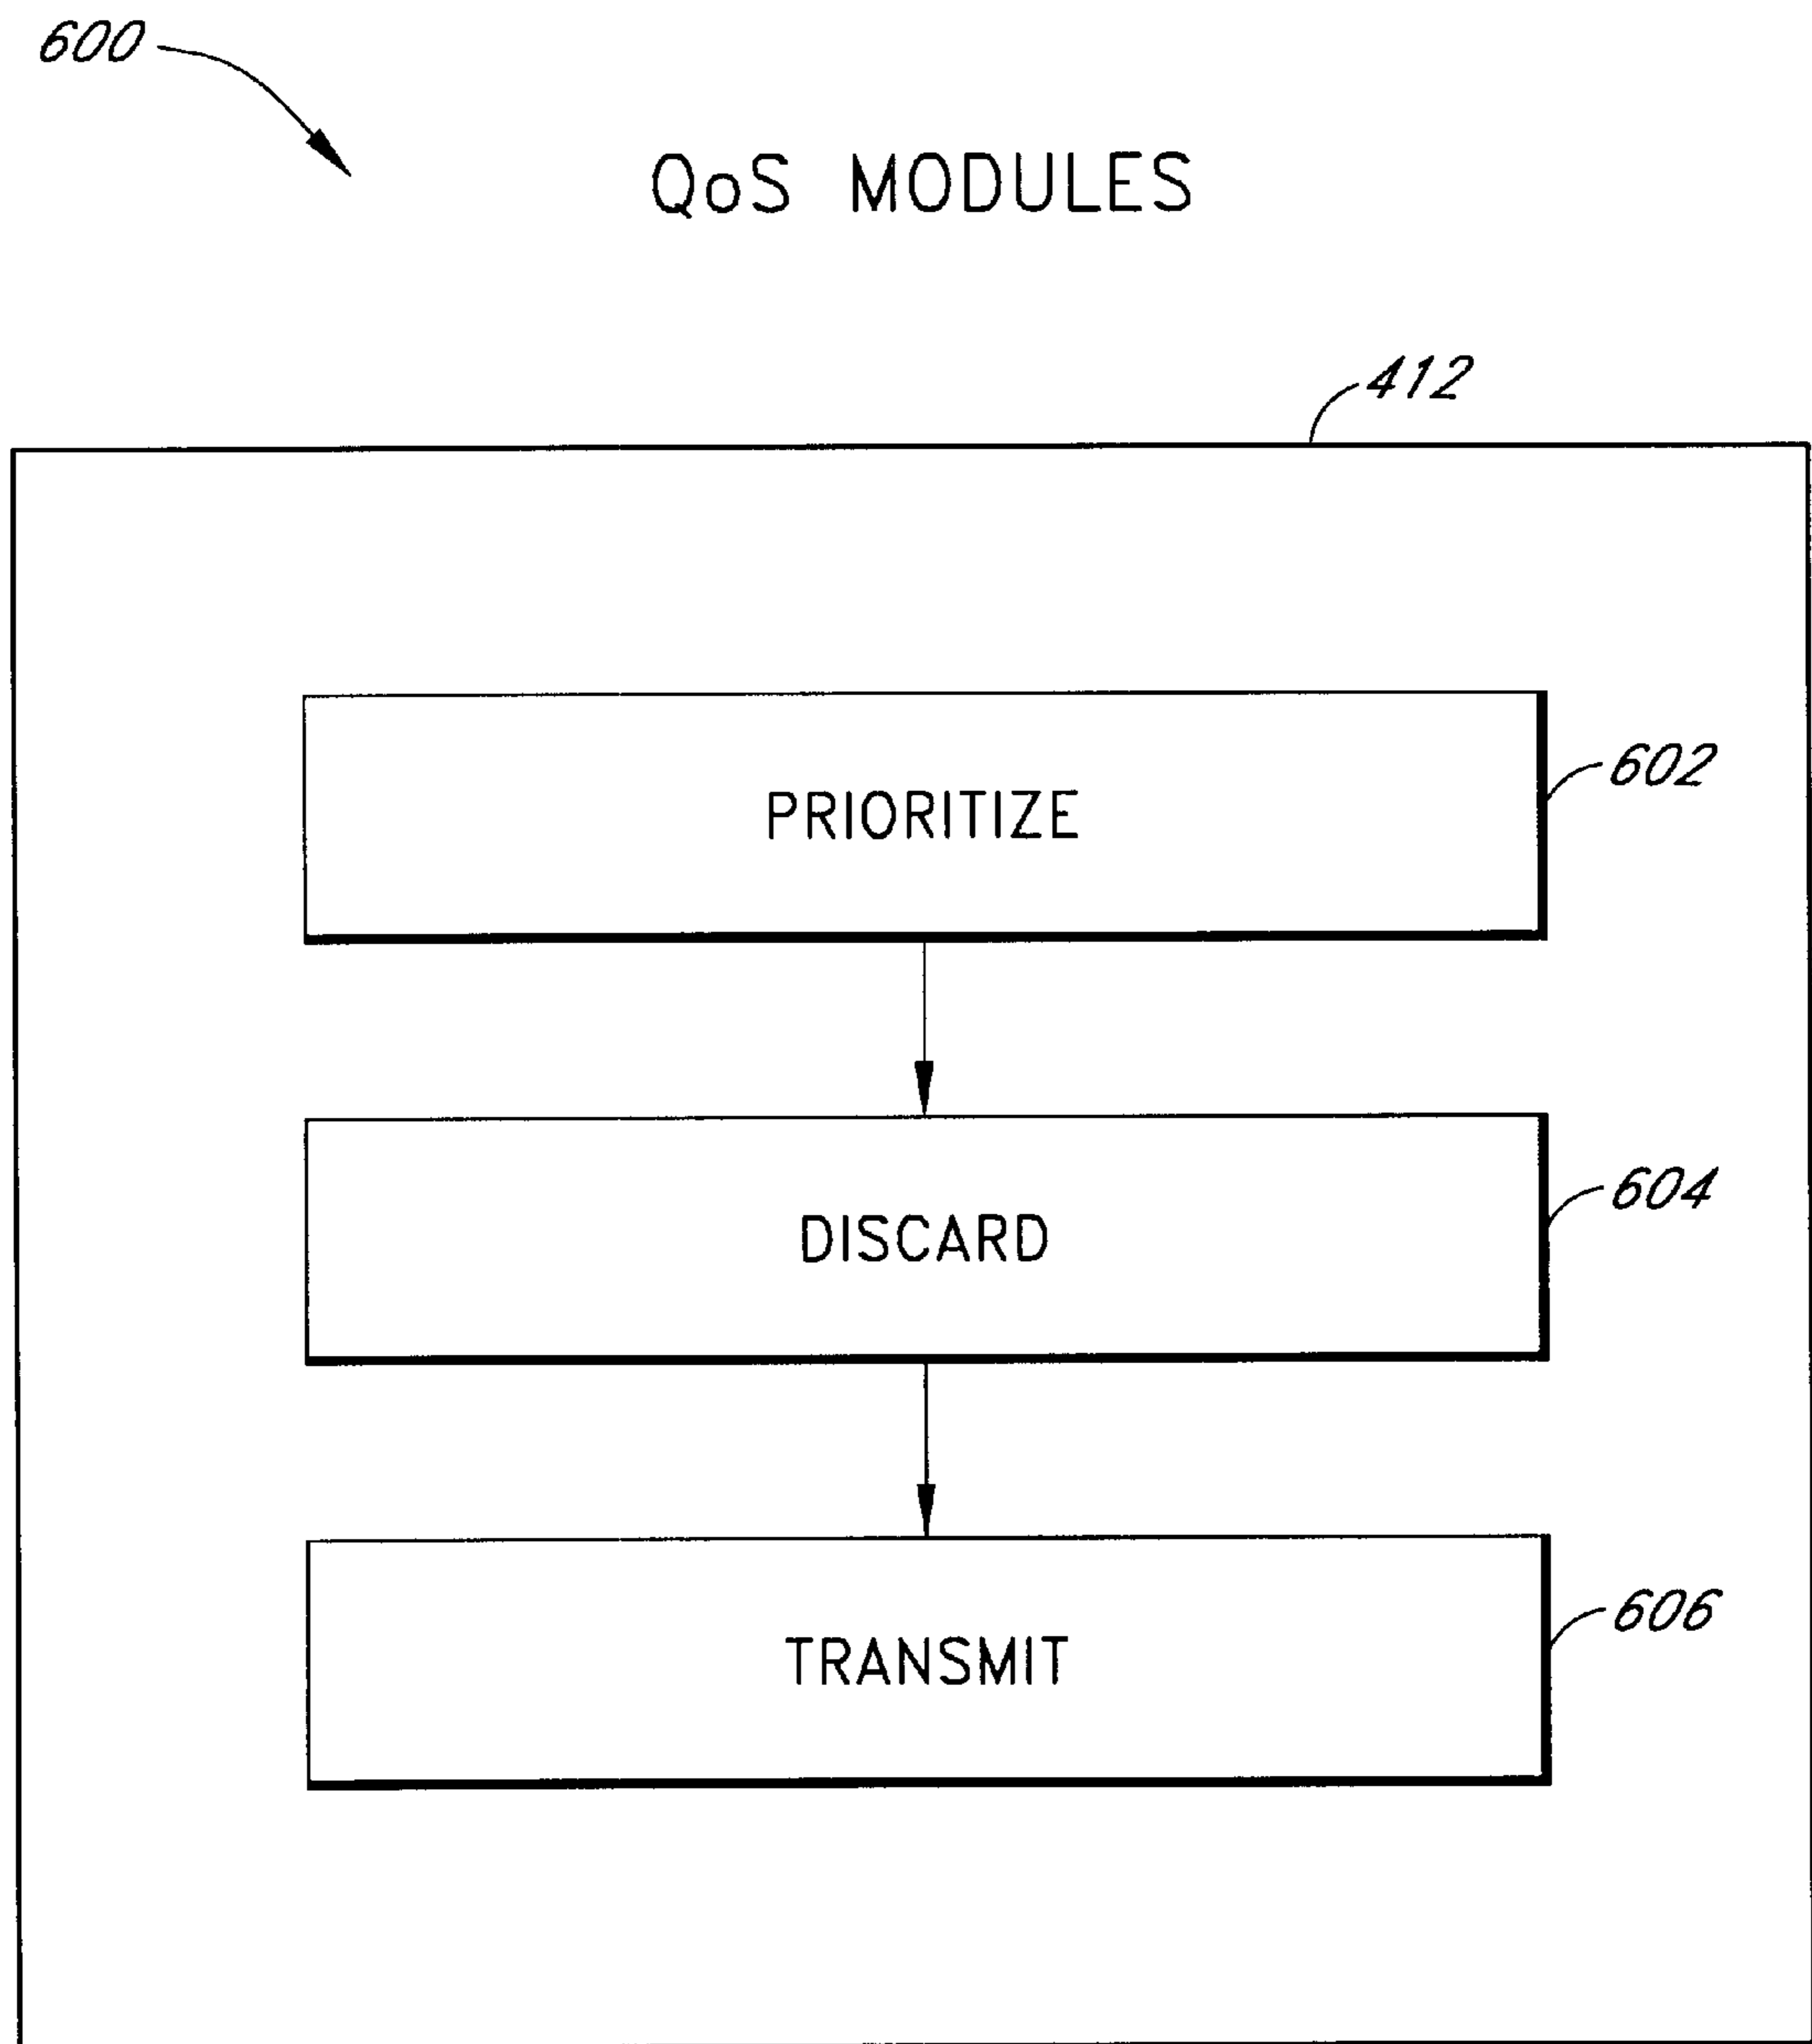 600
QoS MODULES
412
PRIORITIZE
602
DISCARD
604
TRANSMIT
606